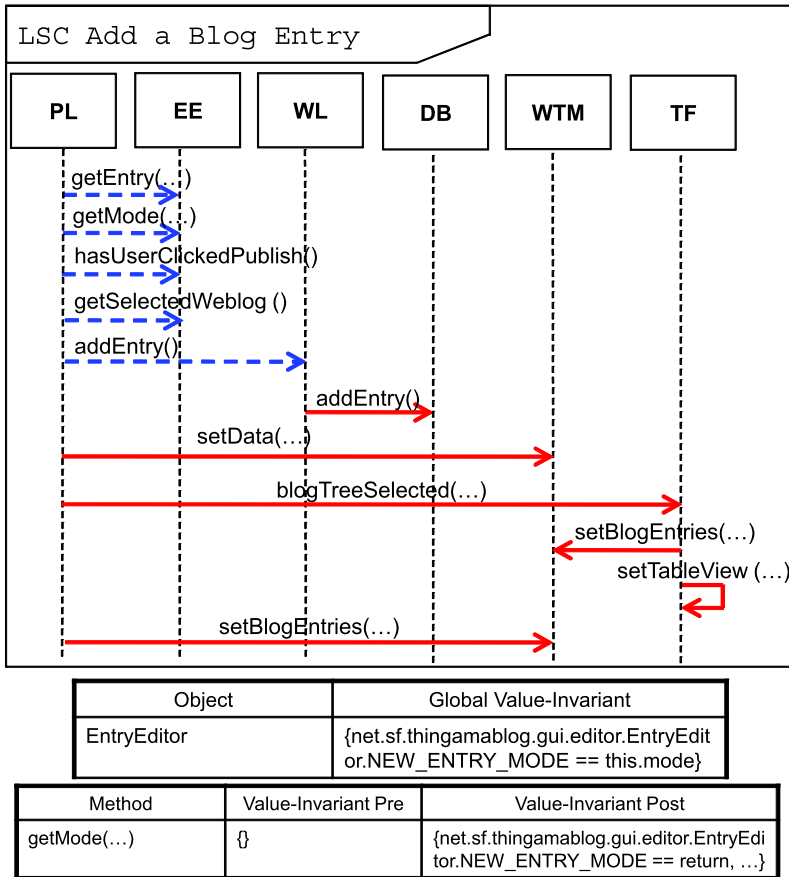 LSC Add a Blog Entry
PL EE WL DB WTM TF
getEntry(…)
getMode(…)
hasUserClickedPublish()
getSelectedWeblog ()
addEntry()
addEntry()
setData(…)
blogTreeSelected(…)
setBlogEntries(…)
setTableView (…)
setBlogEntries(…)
Object Global Value-Invariant
EntryEditor {net.sf.thingamablog.gui.editor.EntryEdit
or.NEW_ENTRY_MODE == this.mode}
Method Value-Invariant Pre Value-Invariant Post
getMode(…) {} {net.sf.thingamablog.gui.editor.EntryEdi
tor.NEW_ENTRY_MODE == return, …}